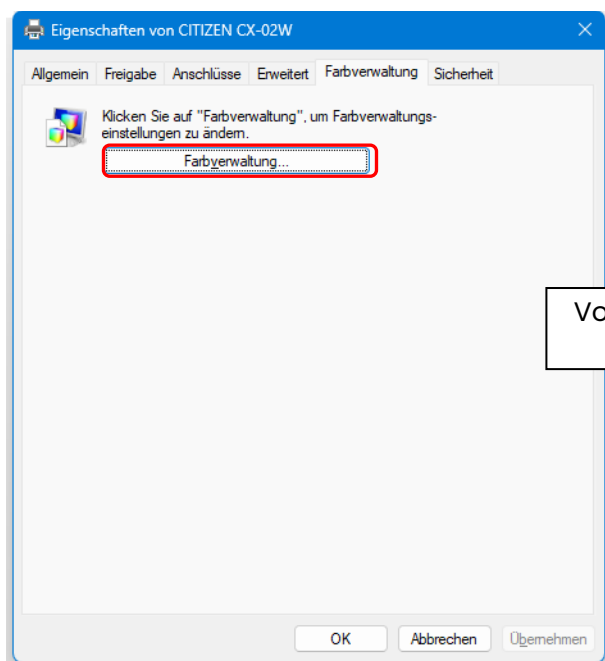 Eigenschaften von CITIZEN CX-02W
Allgemein Freigabe Anschlüsse Erweitert Farbverwaltung Sicherheit
Klicken Sie auf "Farbverwaltung", um Farbverwaltungs-
einstellungen zu ändern.
Farbverwaltung...
OK Abbrechen Übernehmen